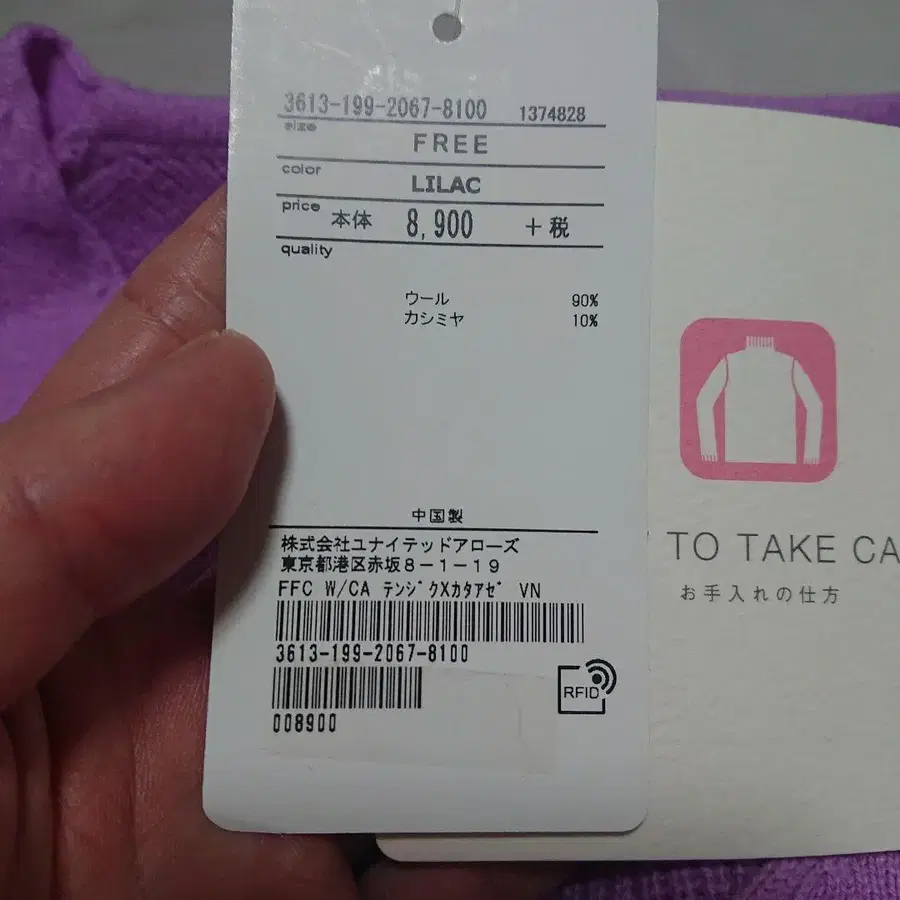 3613-199-2067-8100 1374828
size
FREE
color
LILAC
price 本体 8,900 +税
quality
ウール 90%
カシミヤ 10%
中国製
株式会社ユナイテッドアローズ
東京都港区赤坂8-1-19
FFC W/CA テンジクXカタアゼ VN
3613-199-2067-8100
RFID
008900
TO TAKE CA
お手入れの仕方